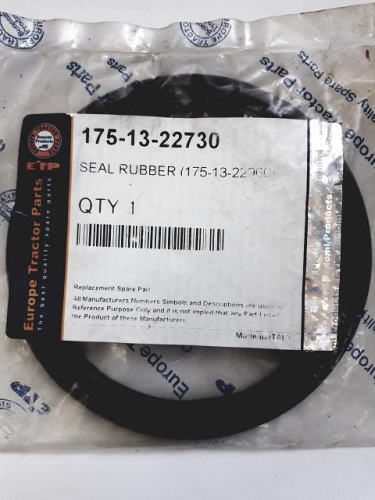 175-13-22730
SEAL RUBBER (175-13-22960)
QTY 1
Replacement Spare Part
All Manufacturers Numbers Simbols and Descriptions are used for
Reference Purpose Only and it is not implied that any Part Listed
the Product of these Manufacturers
Made in ITALY
ETP
Europe Tractor Parts
The best quality spare parts